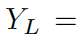 Y_L =